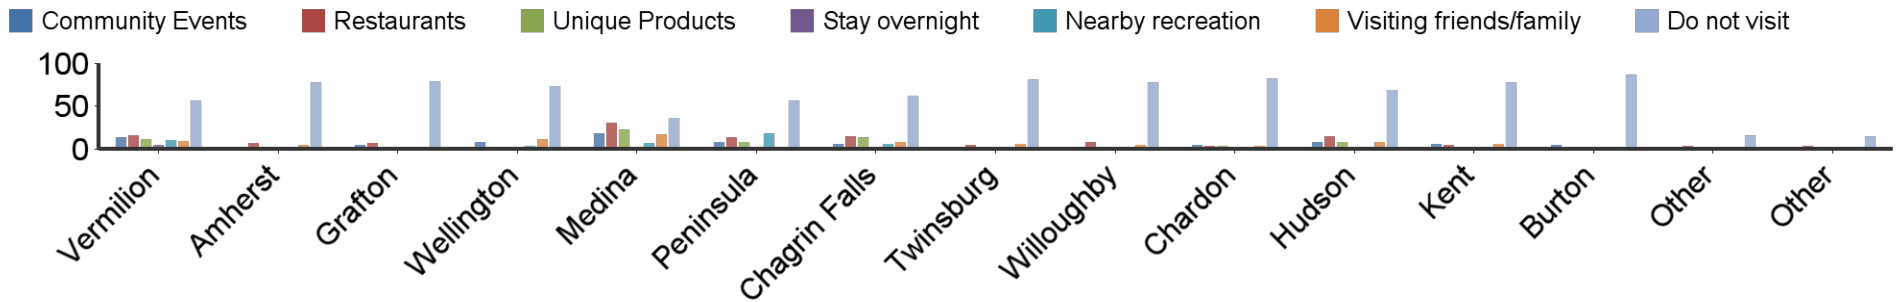 Community Events Restaurants Unique Products Stay overnight Nearby recreation Visiting friends/family Do not visit
100
50
0
Vermilion Amherst Grafton Wellington Medina Peninsula Chagrin Falls Twinsburg Willoughby Chardon Hudson Kent Burton Other Other